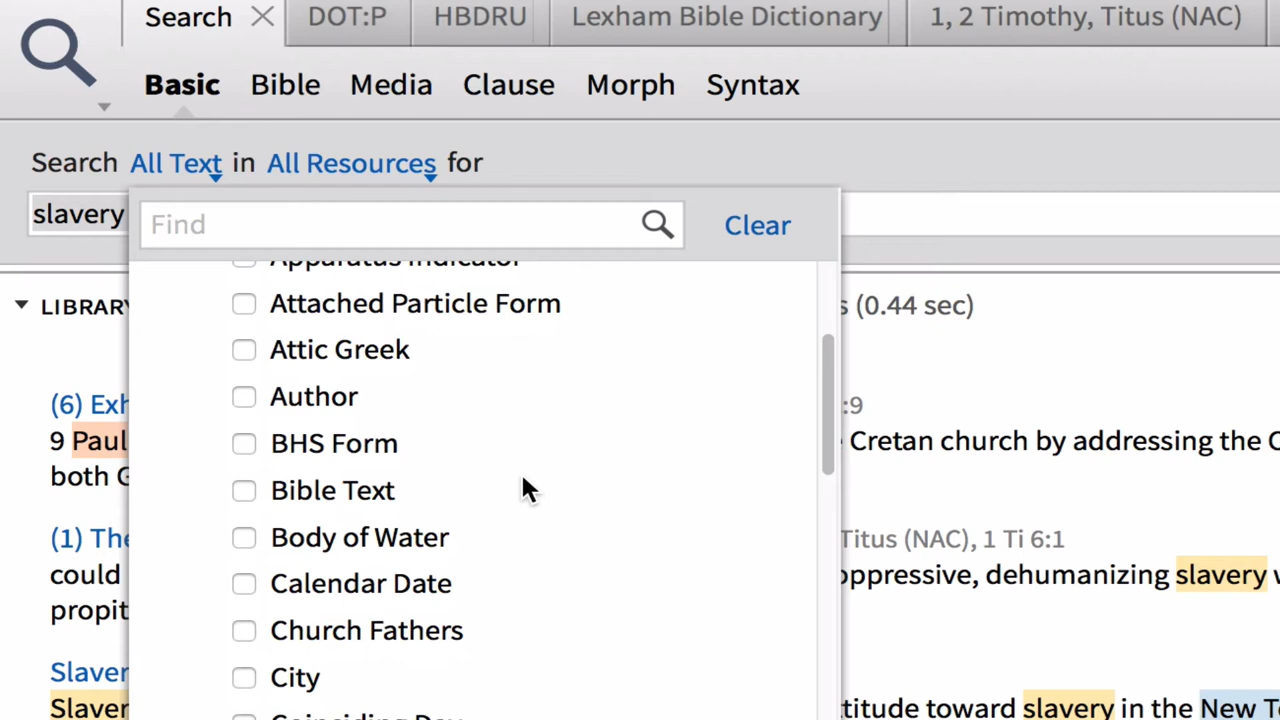 Search DOT:P HBDRU Lexham Bible Dictionary 1, 2 Timothy, Titus (NAC)
Basic Bible Media Clause Morph Syntax
Search All Text in All Resources for
slavery
Find Clear
Apparatus Indicator
Attached Particle Form
Attic Greek
Author
BHS Form
Bible Text
Body of Water
Calendar Date
Church Fathers
City
LIBRARY
s (0.44 sec)
(6) Exh
:9
9 Paul
Cretan church by addressing the C
both G
(1) The
Titus (NAC), 1 Ti 6:1
could
oppressive, dehumanizing slavery w
propit
Slaver
Slaver
titude toward slavery in the New T